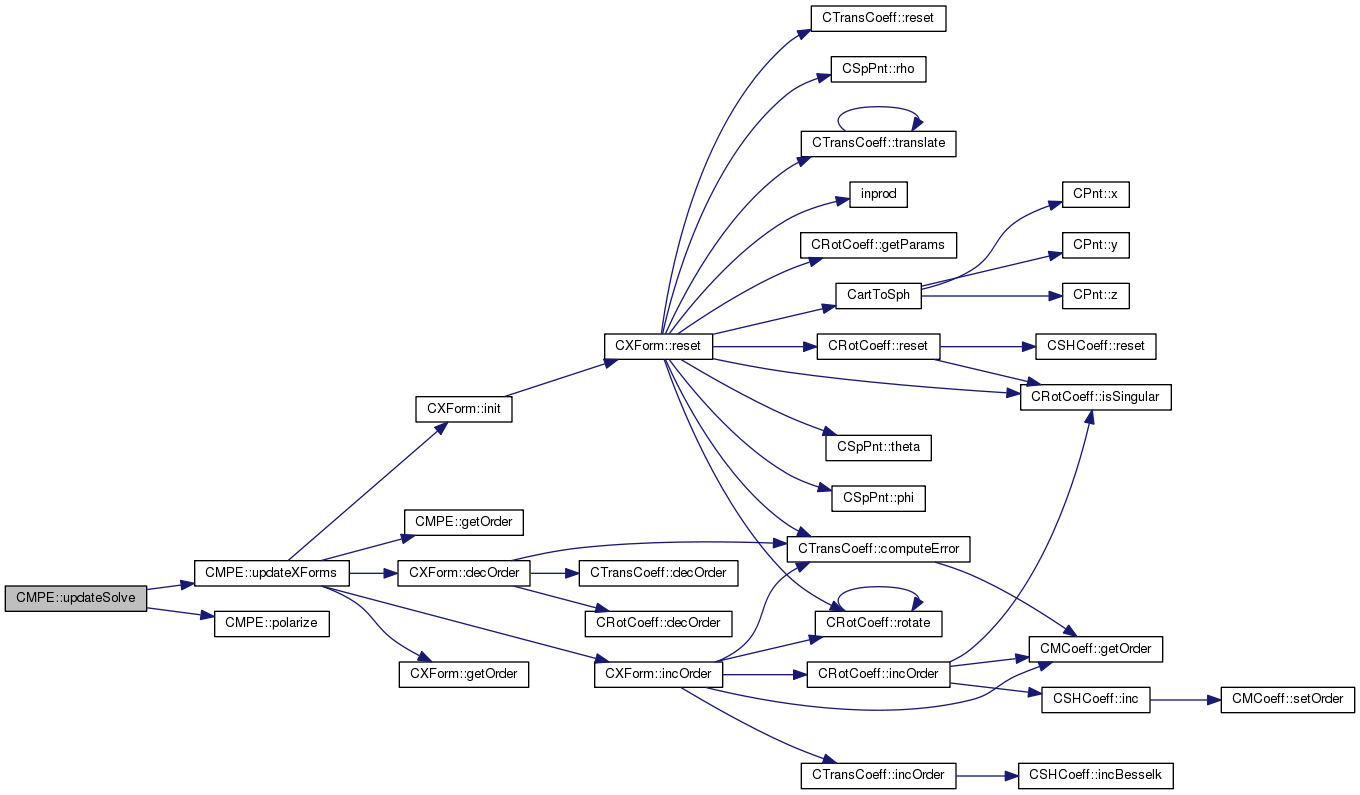 CTransCoeff::reset
CSpPnt::rho
CTransCoeff::translate
inprod
CPnt::x
CRotCoeff::getParams
CPnt::y
CartToSph
CPnt::z
CXForm::reset
CRotCoeff::reset
CSHCoeff::reset
CRotCoeff::isSingular
CXForm::init
CSpPnt::theta
CSpPnt::phi
CMPE::getOrder
CTransCoeff::computeError
CMPE::updateXForms
CXForm::decOrder
CTransCoeff::decOrder
CMPE::updateSolve
CMPE::polarize
CRotCoeff::decOrder
CRotCoeff::rotate
CMCoeff::getOrder
CXForm::getOrder
CXForm::incOrder
CRotCoeff::incOrder
CSHCoeff::inc
CMCoeff::setOrder
CTransCoeff::incOrder
CSHCoeff::incBesselk